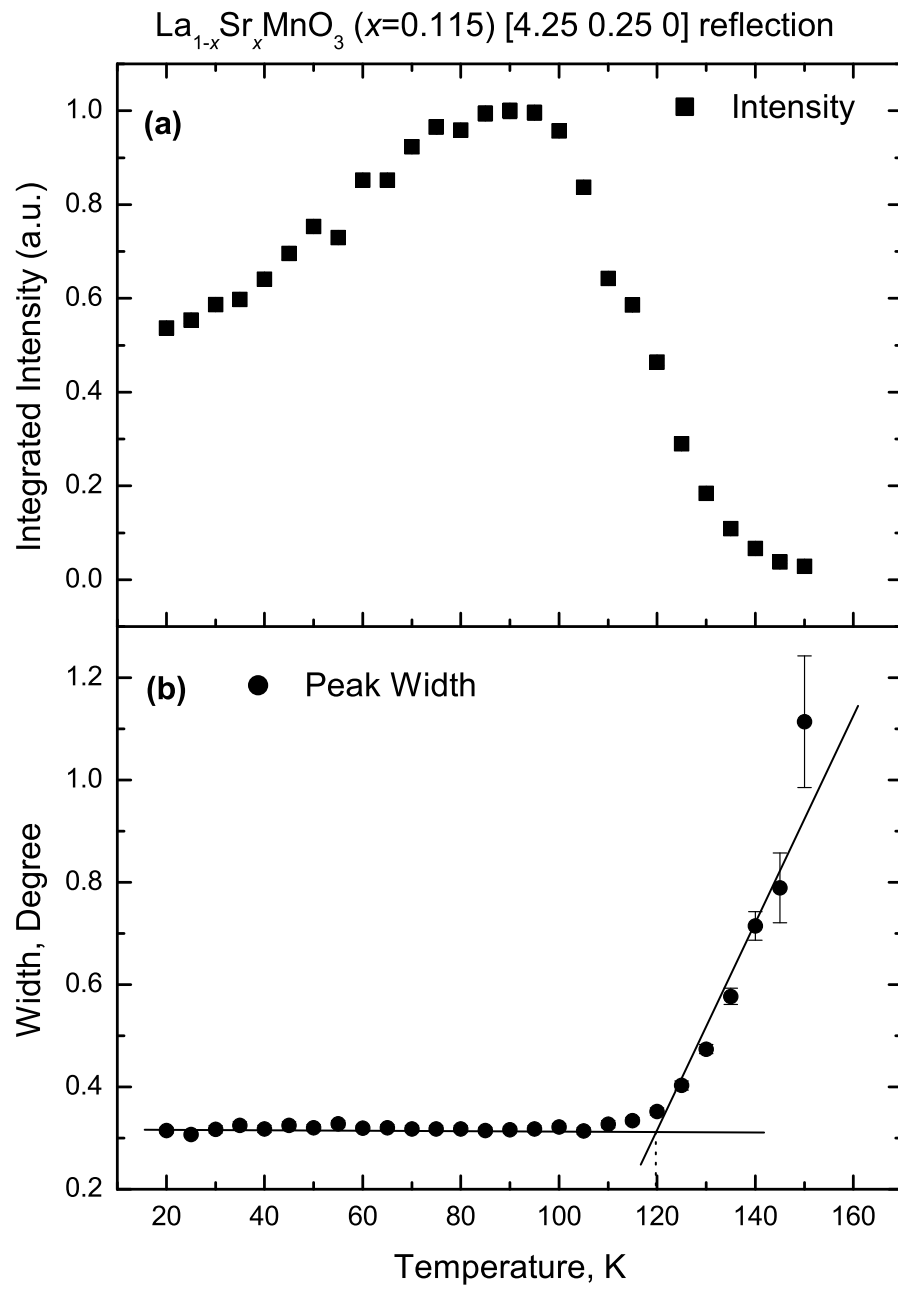 La1-xSrxMnO3 (x=0.115) [4.25 0.25 0] reflection
(a)
Intensity
Integrated Intensity (a.u.)
1.0
0.8
0.6
0.4
0.2
0.0
(b)
Peak Width
Width, Degree
1.2
1.0
0.8
0.6
0.4
0.2
20 40 60 80 100 120 140 160
Temperature, K